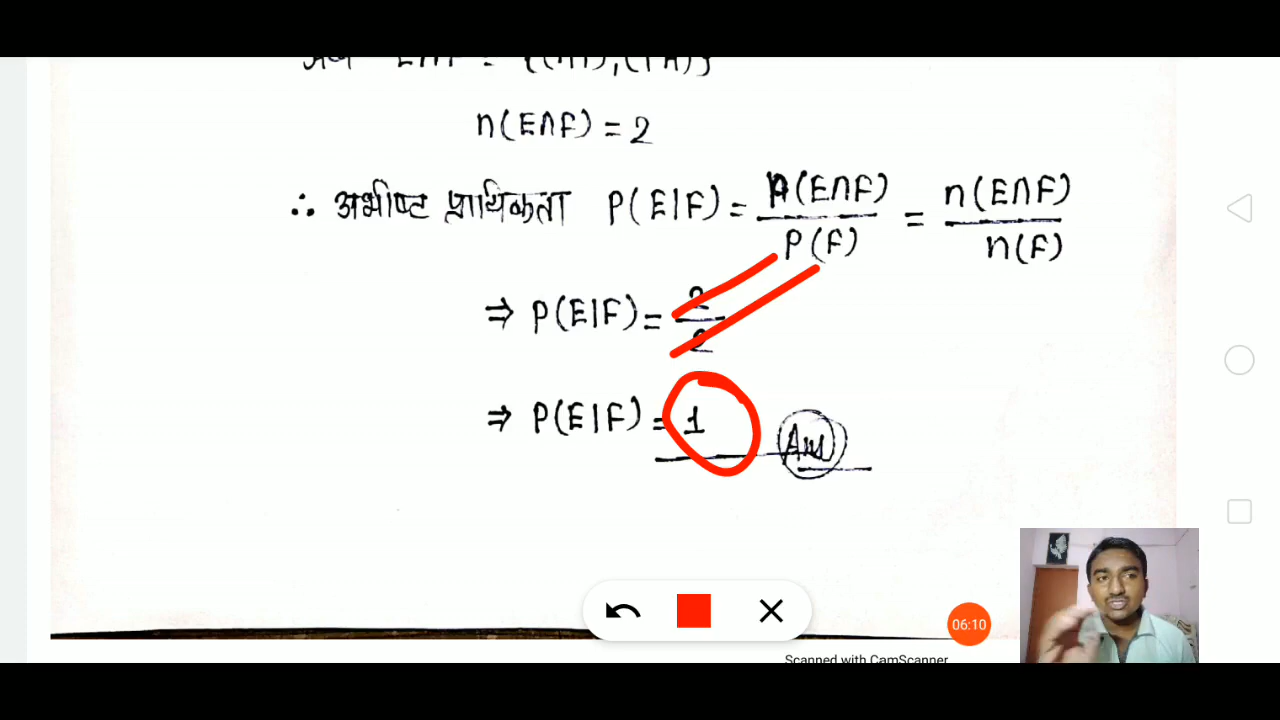 n(E∩F) = 2
∴ अभीष्ट प्रायिकता P(E|F) = P(E∩F) / P(F) = n(E∩F) / n(F)
⇒ P(E|F) = 2/2
⇒ P(E|F) = 1 Ans
06:10
Scanned with CamScanner